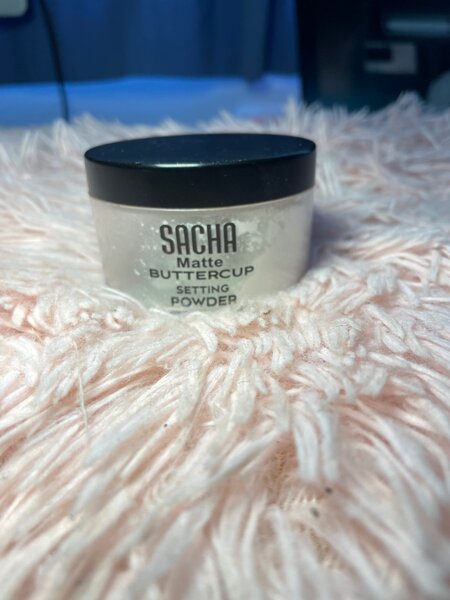 SACHA
Matte
BUTTERCUP
SETTING
POWDER